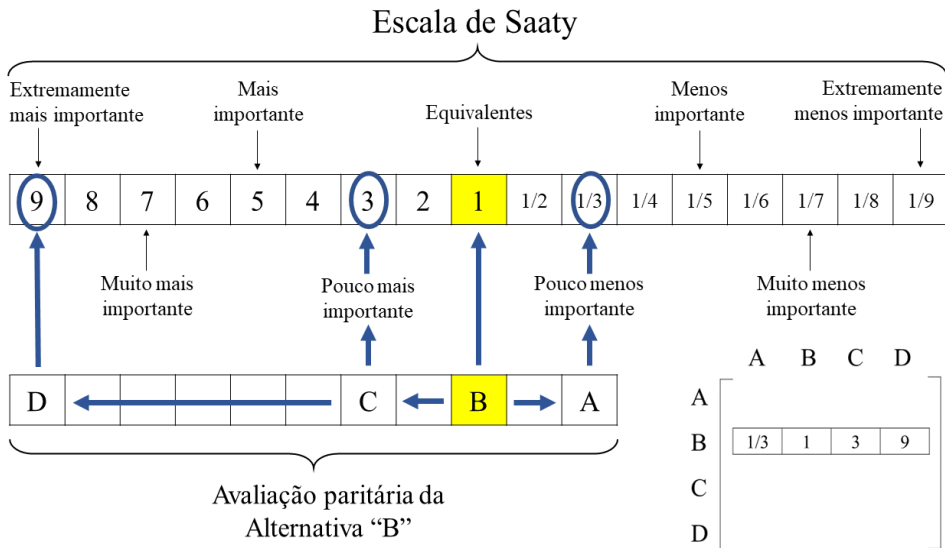 Escala de Saaty
Extremamente
mais importante
Mais
importante
Equivalentes
Menos
importante
Extremamente
menos importante
9 8 7 6 5 4 3 2 1 1/2 1/3 1/4 1/5 1/6 1/7 1/8 1/9
Muito mais
importante
Pouco mais
importante
Pouco menos
importante
Muito menos
importante
D C B A
Avaliação paritária da
Alternativa “B”
A B C D
A
B 1/3 1 3 9
C
D